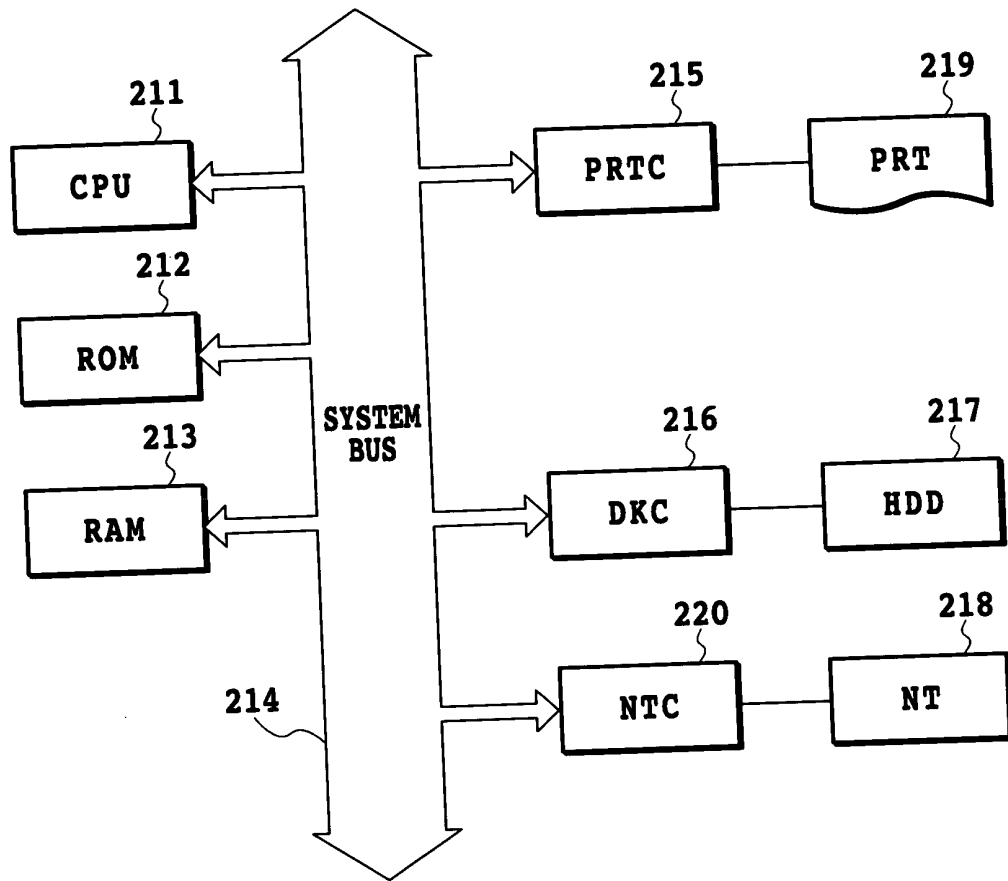 211
CPU
212
ROM
213
RAM
214
SYSTEM
BUS
215
PRTC
219
PRT
216
DKC
217
HDD
220
NTC
218
NT